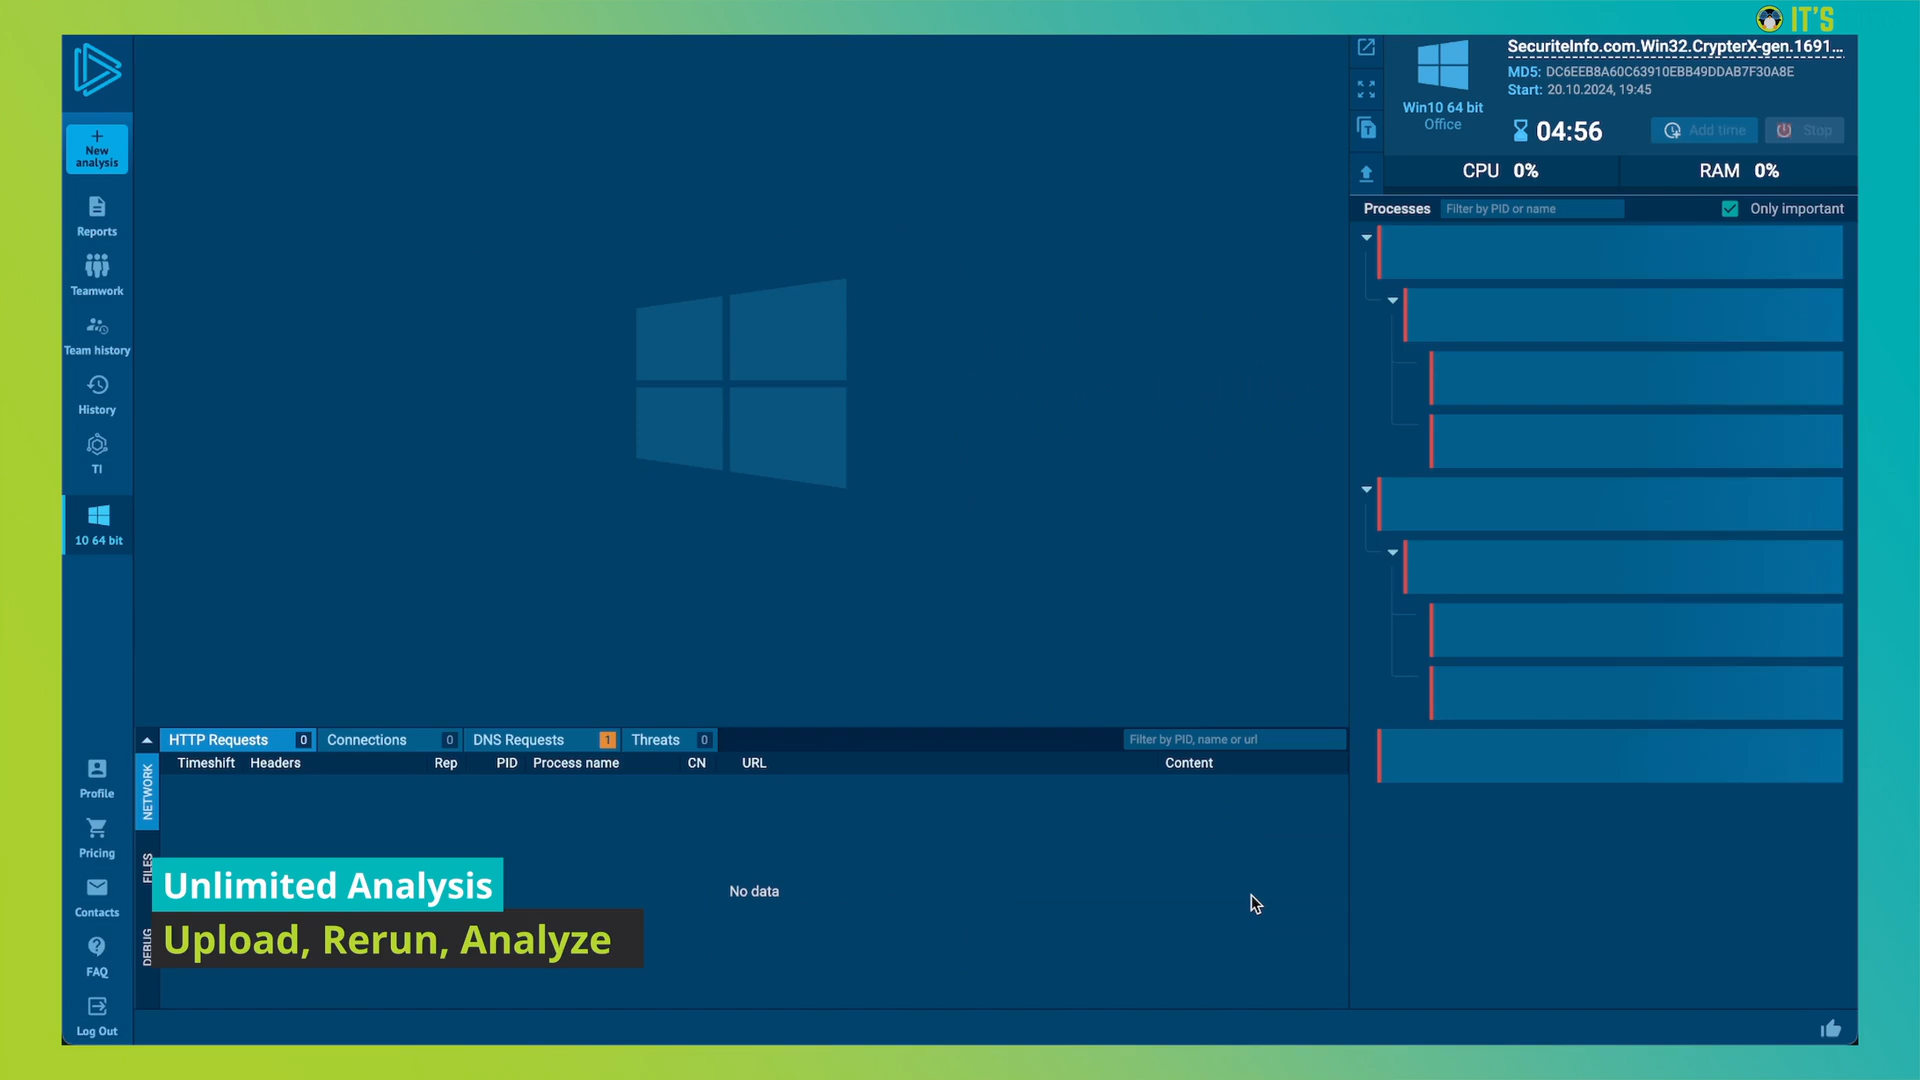 IT'S
+
New
analysis
Reports
Teamwork
Team history
History
TI
10 64 bit
Profile
Pricing
Contacts
FAQ
Log Out
SecuriteInfo.com.Win32.CrypterX-gen.1691...
MD5: DC6EEB8A60C63910EBB49DDAB7F30A8E
Start: 20.10.2024, 19:45
Win10 64 bit
Office
04:56
Add time
Stop
CPU 0%
RAM 0%
Processes
Filter by PID or name
Only important
HTTP Requests 0
Connections 0
DNS Requests 1
Threats 0
Filter by PID, name or url
Timeshift Headers Rep PID Process name CN URL Content
NETWORK
FILES
DEBUG
No data
Unlimited Analysis
Upload, Rerun, Analyze